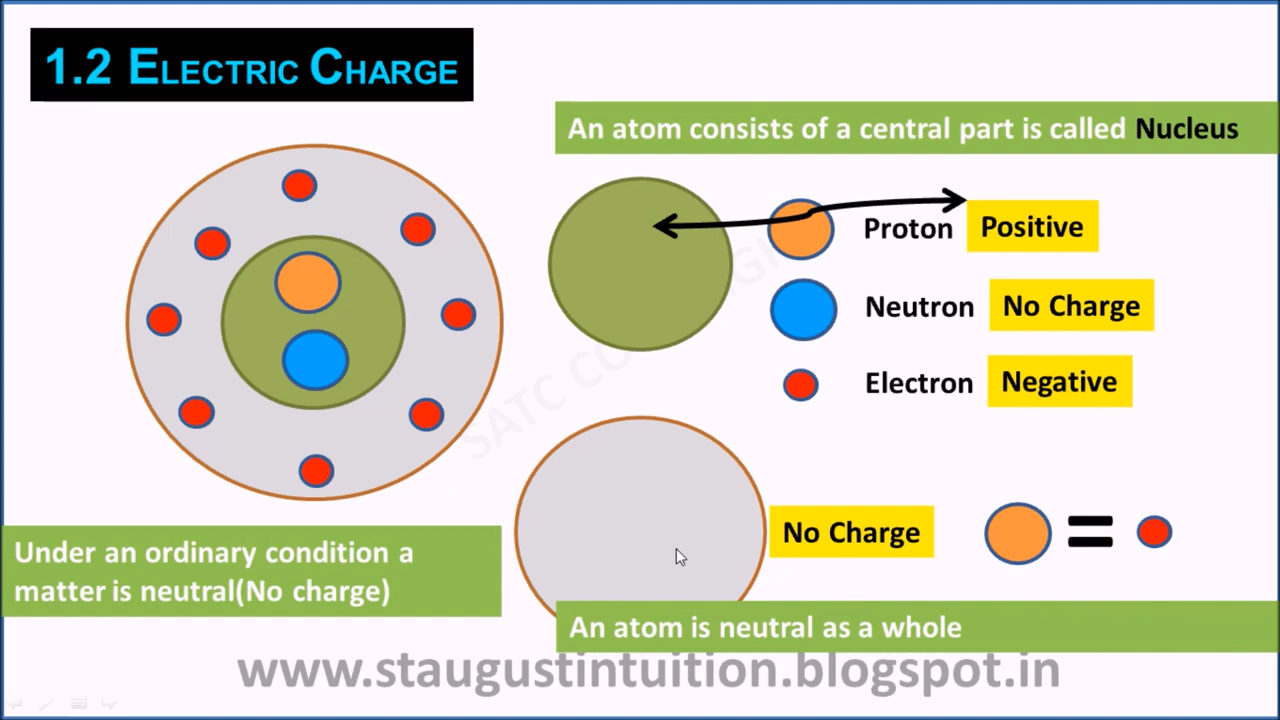 1.2 ELECTRIC CHARGE
An atom consists of a central part is called Nucleus
Proton Positive
Neutron No Charge
Electron Negative
No Charge
Under an ordinary condition a
matter is neutral(No charge)
An atom is neutral as a whole
www.staugustintuition.blogspot.in